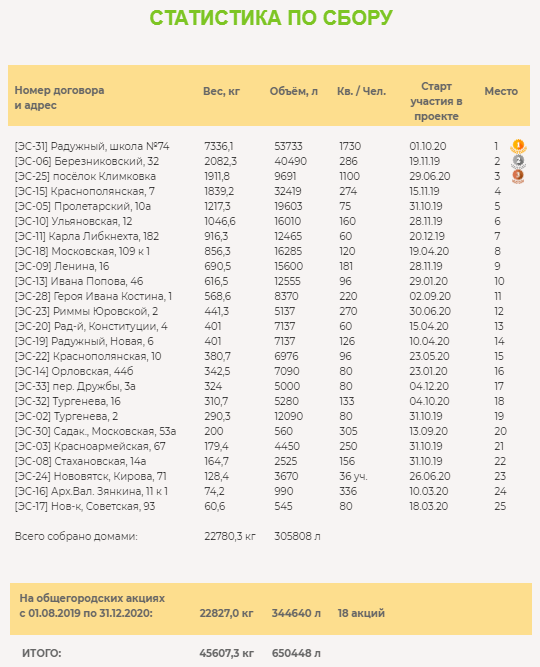 СТАТИСТИКА ПО СБОРУ
Номер договора и адрес Вес, кг Объём, л Кв. / Чел. Старт участия в проекте Место
[ЭС-31] Радужный, школа №74 7336,1 53733 1730 01.10.20 1
[ЭС-06] Березниковский, 32 2082,3 40490 286 19.11.19 2
[ЭС-25] посёлок Климковка 1911,8 9691 1100 29.06.20 3
[ЭС-15] Краснополянская, 7 1839,2 32419 274 15.11.19 4
[ЭС-05] Пролетарский, 10а 1217,3 19603 75 31.10.19 5
[ЭС-10] Ульяновская, 12 1046,6 16010 160 28.11.19 6
[ЭС-11] Карла Либкнехта, 182 916,3 12465 60 20.12.19 7
[ЭС-18] Московская, 109 к 1 856,3 16285 120 19.04.20 8
[ЭС-09] Ленина, 16 690,5 15600 181 28.11.19 9
[ЭС-13] Ивана Попова, 46 616,5 12555 96 29.01.20 10
[ЭС-28] Героя Ивана Костина, 1 568,6 8370 220 02.09.20 11
[ЭС-23] Риммы Юровской, 2 441,3 5137 270 30.06.20 12
[ЭС-20] Рад-й, Конституции, 4 401 7137 60 15.04.20 13
[ЭС-19] Радужный, Новая, 6 401 7137 126 10.04.20 14
[ЭС-22] Краснополянская, 10 380,7 6976 96 23.05.20 15
[ЭС-14] Орловская, 44б 342,5 7090 80 23.01.20 16
[ЭС-33] пер. Дружбы, 3а 324 5000 80 04.12.20 17
[ЭС-32] Тургенева, 16 310,7 5280 133 04.10.20 18
[ЭС-02] Тургенева, 2 290,3 12090 80 31.10.19 19
[ЭС-30] Садак., Московская, 53а 200 560 305 13.09.20 20
[ЭС-03] Красноармейская, 67 179,4 4450 250 31.10.19 21
[ЭС-08] Стахановская, 14а 164,7 2525 156 31.10.19 22
[ЭС-24] Нововятск, Кирова, 71 128,4 3670 36 уч. 26.06.20 23
[ЭС-16] Арх.Вал. Зянкина, 11 к 1 74,2 990 336 10.03.20 24
[ЭС-17] Нов-к, Советская, 93 60,6 545 80 18.03.20 25
Всего собрано домами: 22780,3 кг 305808 л
На общегородских акциях
с 01.08.2019 по 31.12.2020: 22827,0 кг 344640 л 18 акций
ИТОГО: 45607,3 кг 650448 л